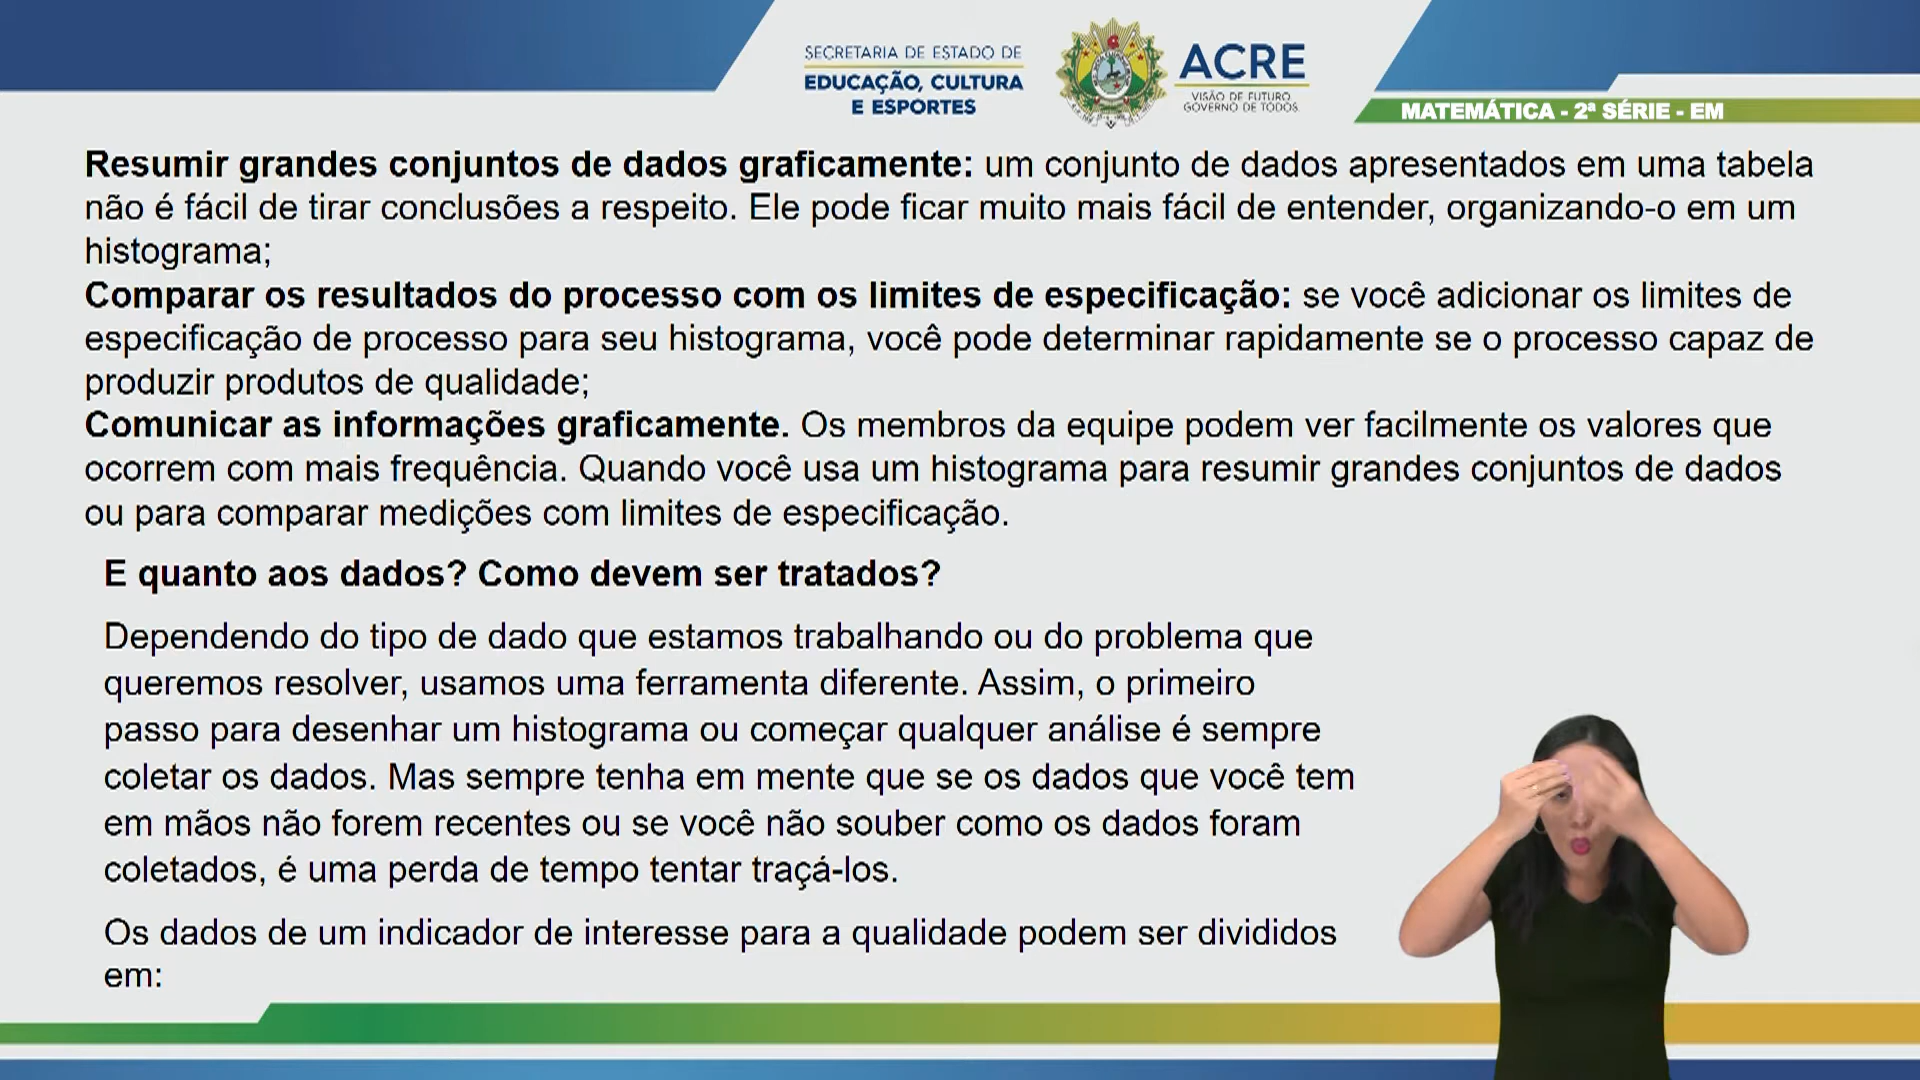 SECRETARIA DE ESTADO DE
EDUCAÇÃO, CULTURA
E ESPORTES
ACRE
VISÃO DE FUTURO
GOVERNO DE TODOS
MATEMÁTICA - 2ª SÉRIE - EM
Resumir grandes conjuntos de dados graficamente: um conjunto de dados apresentados em uma tabela
não é fácil de tirar conclusões a respeito. Ele pode ficar muito mais fácil de entender, organizando-o em um
histograma;
Comparar os resultados do processo com os limites de especificação: se você adicionar os limites de
especificação de processo para seu histograma, você pode determinar rapidamente se o processo capaz de
produzir produtos de qualidade;
Comunicar as informações graficamente. Os membros da equipe podem ver facilmente os valores que
ocorrem com mais frequência. Quando você usa um histograma para resumir grandes conjuntos de dados
ou para comparar medições com limites de especificação.
E quanto aos dados? Como devem ser tratados?
Dependendo do tipo de dado que estamos trabalhando ou do problema que
queremos resolver, usamos uma ferramenta diferente. Assim, o primeiro
passo para desenhar um histograma ou começar qualquer análise é sempre
coletar os dados. Mas sempre tenha em mente que se os dados que você tem
em mãos não forem recentes ou se você não souber como os dados foram
coletados, é uma perda de tempo tentar traçá-los.
Os dados de um indicador de interesse para a qualidade podem ser divididos
em: